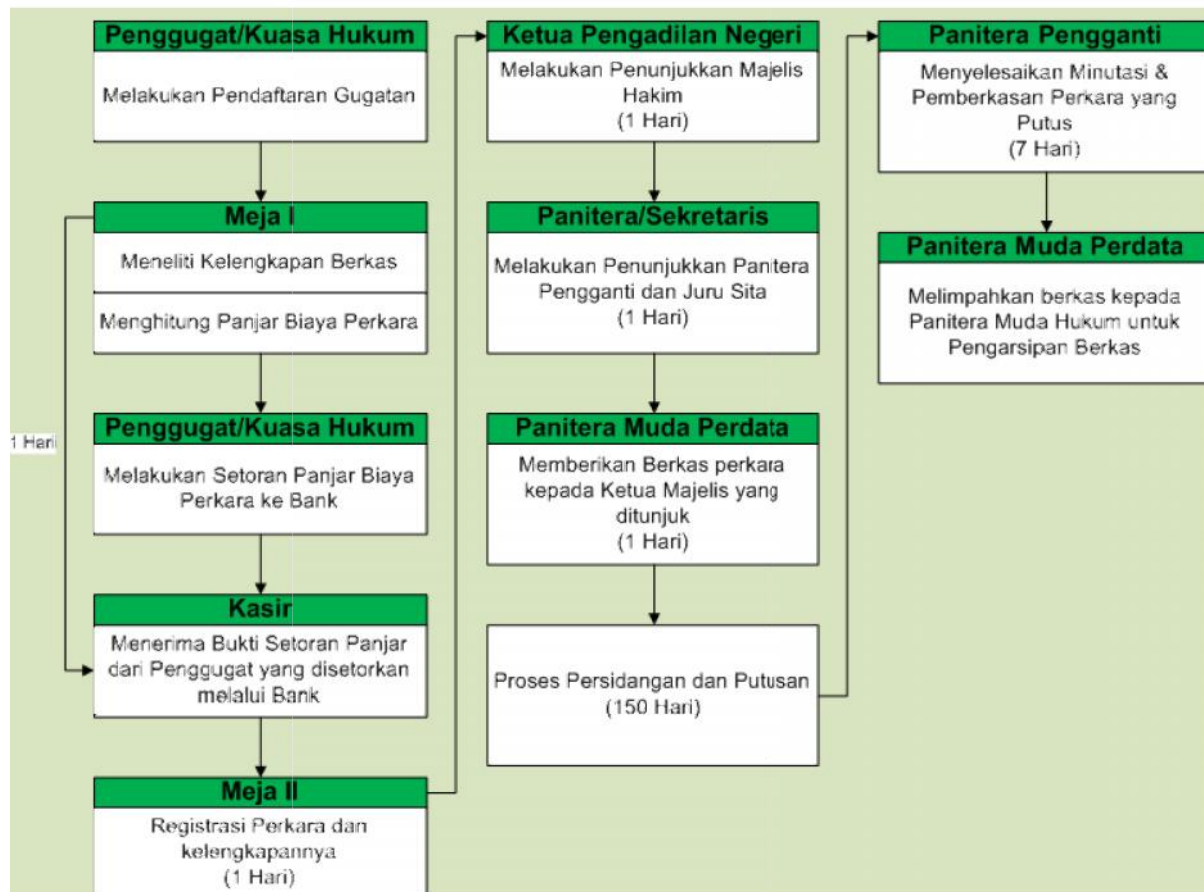 Penggugat/Kuasa Hukum
Melakukan Pendaftaran Gugatan
Meja I
Meneliti Kelengkapan Berkas
Menghitung Panjar Biaya Perkara
1 Hari
Penggugat/Kuasa Hukum
Melakukan Setoran Panjar Biaya
Perkara ke Bank
Kasir
Menerima Bukti Setoran Panjar
dari Penggugat yang disetorkan
melalui Bank
Meja II
Registrasi Perkara dan
kelengkapannya
(1 Hari)
Ketua Pengadilan Negeri
Melakukan Penunjukkan Majelis
Hakim
(1 Hari)
Panitera/Sekretaris
Melakukan Penunjukkan Panitera
Pengganti dan Juru Sita
(1 Hari)
Panitera Muda Perdata
Memberikan Berkas perkara
kepada Ketua Majelis yang
ditunjuk
(1 Hari)
Proses Persidangan dan Putusan
(150 Hari)
Panitera Pengganti
Menyelesaikan Minutasi &
Pemberkasan Perkara yang
Putus
(7 Hari)
Panitera Muda Perdata
Melimpahkan berkas kepada
Panitera Muda Hukum untuk
Pengarsipan Berkas